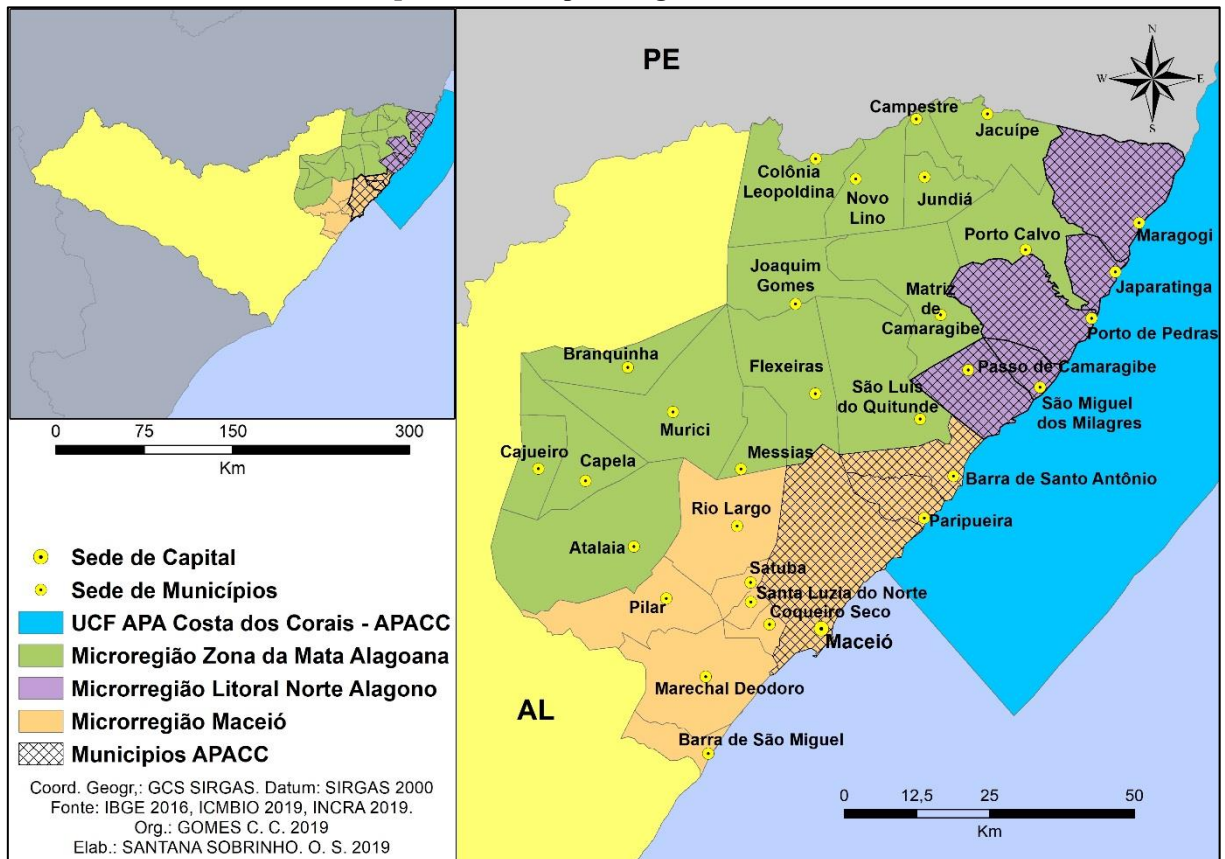 PE
N
W
E
S
Campestre
Jacuípe
Colônia
Leopoldina
Novo
Lino
Jundiá
Maragogi
Porto Calvo
Japaratinga
Joaquim
Gomes
Matriz
de
Camaragibe
Porto de Pedras
Branquinha
Flexeiras
Passo de Camaragibe
São Luís
do Quitunde
São Miguel
dos Milagres
Murici
Cajueiro
Capela
Messias
Barra de Santo Antônio
Rio Largo
Paripueira
Atalaia
Satuba
Pilar
Santa Luzia do Norte
Coqueiro Seco
Maceió
Marechal Deodoro
AL
Barra de São Miguel
0 12,5 25 50
Km
0 75 150 300
Km
Sede de Capital
Sede de Municípios
UCF APA Costa dos Corais - APACC
Microregião Zona da Mata Alagoana
Microrregião Litoral Norte Alagono
Microrregião Maceió
Municipios APACC
Coord. Geogr,: GCS SIRGAS. Datum: SIRGAS 2000
Fonte: IBGE 2016, ICMBIO 2019, INCRA 2019.
Org.: GOMES C. C. 2019
Elab.: SANTANA SOBRINHO. O. S. 2019